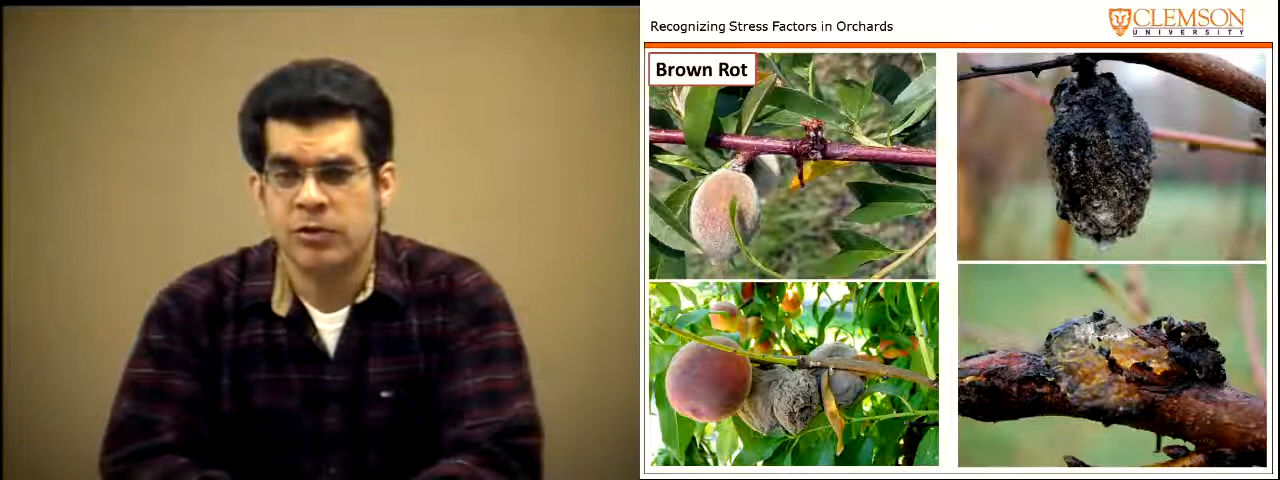 Recognizing Stress Factors in Orchards
CLEMSON
UNIVERSITY
Brown Rot